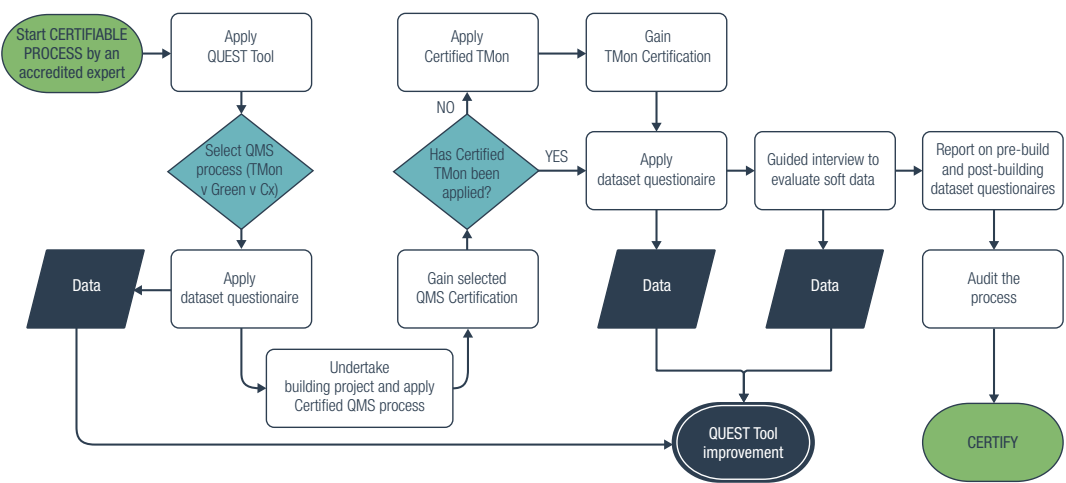 Start CERTIFIABLE
PROCESS by an
accredited expert
Apply
QUEST Tool
Select QMS
process (TMon
v Green v Cx)
Apply
dataset questionaire
Data
Undertake
building project and apply
Certified QMS process
Gain selected
QMS Certification
Has Certified
TMon been
applied?
NO
YES
Apply
Certified TMon
Gain
TMon Certification
Apply
dataset questionaire
Guided interview to
evaluate soft data
Report on pre-build
and post-building
dataset questionaires
Data
Data
Audit the
process
QUEST Tool
improvement
CERTIFY